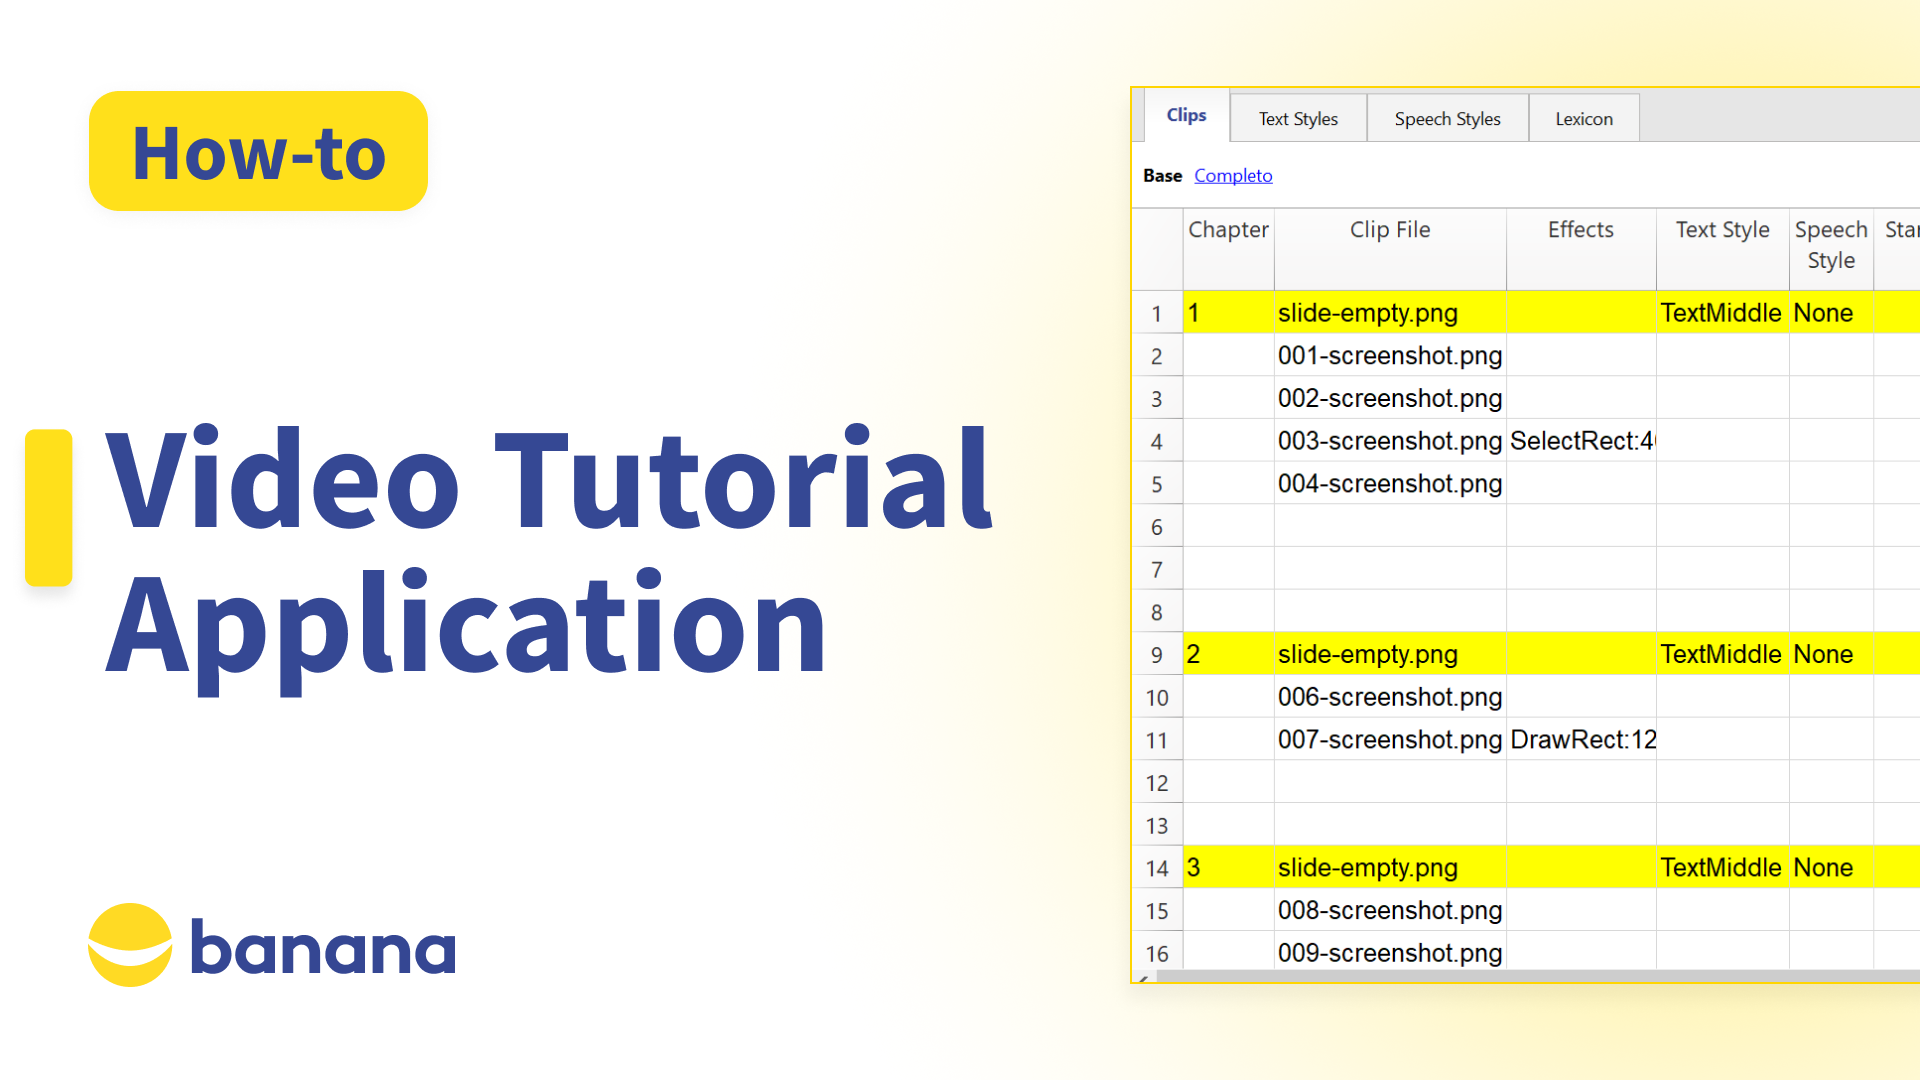 How-to
Video Tutorial
Application
banana
Clips Text Styles Speech Styles Lexicon
Base Completo
Chapter Clip File Effects Text Style Speech Style Star
1 1 slide-empty.png TextMiddle None
2 001-screenshot.png
3 002-screenshot.png
4 003-screenshot.png SelectRect:4
5 004-screenshot.png
6
7
8
9 2 slide-empty.png TextMiddle None
10 006-screenshot.png
11 007-screenshot.png DrawRect:12
12
13
14 3 slide-empty.png TextMiddle None
15 008-screenshot.png
16 009-screenshot.png